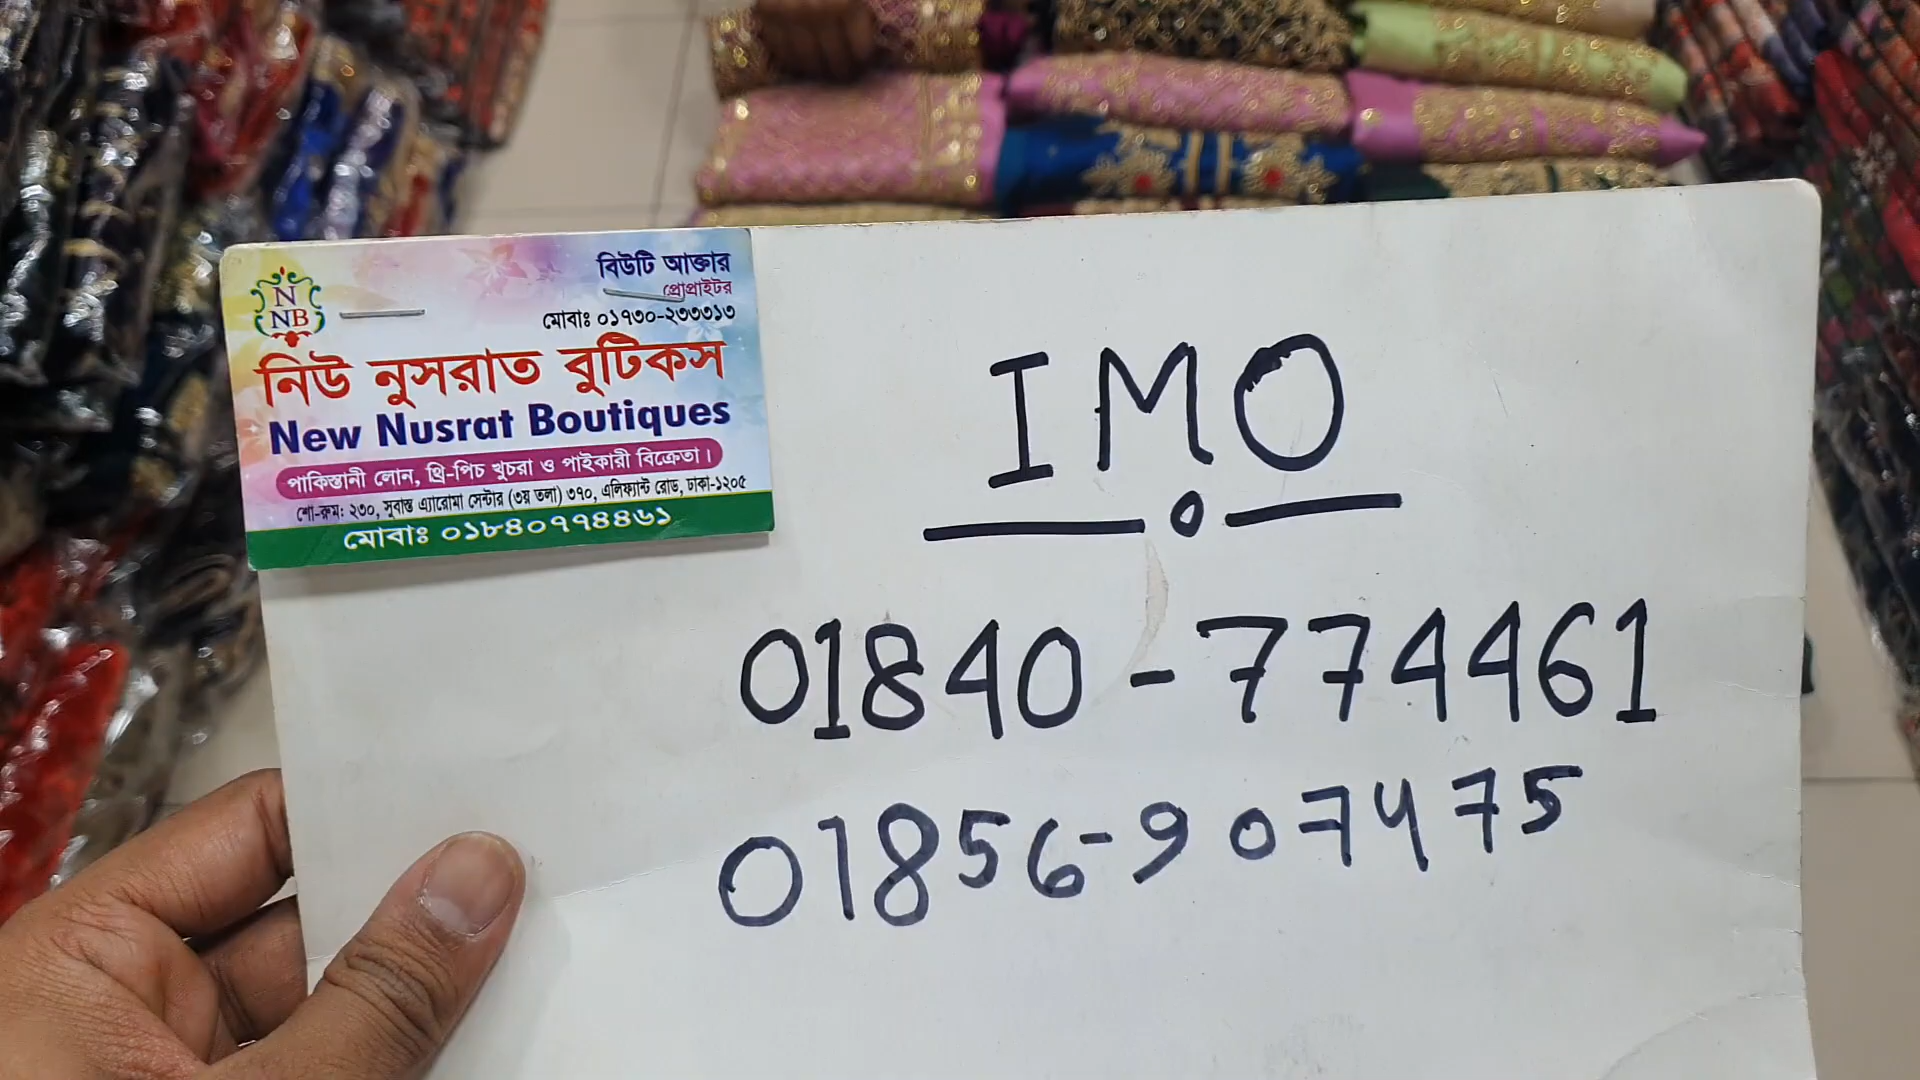 N
NB
বিউটি আক্তার
প্রোপ্রাইটর
মোবাঃ ০১৭৩০-২৩৩৩১৩
নিউ নুসরাত বুটিকস
New Nusrat Boutiques
পাকিস্তানী লোন, থ্রি-পিচ খুচরা ও পাইকারী বিক্রেতা।
শো-রুম: ২৩০, সুবাস্তু এ্যারোমা সেন্টার (৩য় তলা) ৩৭০, এলিফ্যান্ট রোড, ঢাকা-১২০৫
মোবাঃ ০১৮৪০৭৭৪৪৬১
IMO
01840-774461
01856-907475